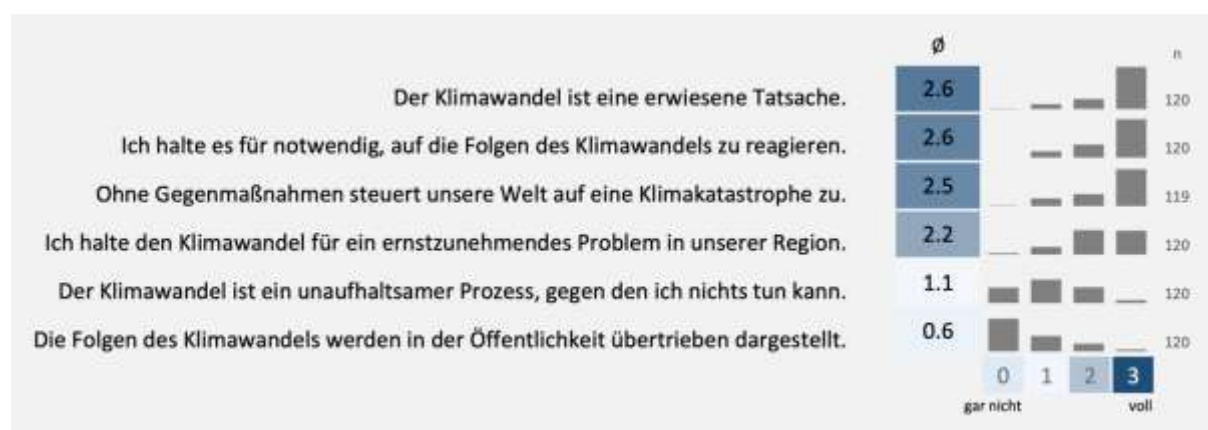 Ø n
Der Klimawandel ist eine erwiesene Tatsache. 2.6 120
Ich halte es für notwendig, auf die Folgen des Klimawandels zu reagieren. 2.6 120
Ohne Gegenmaßnahmen steuert unsere Welt auf eine Klimakatastrophe zu. 2.5 119
Ich halte den Klimawandel für ein ernstzunehmendes Problem in unserer Region. 2.2 120
Der Klimawandel ist ein unaufhaltsamer Prozess, gegen den ich nichts tun kann. 1.1 120
Die Folgen des Klimawandels werden in der Öffentlichkeit übertrieben dargestellt. 0.6 120
0 1 2 3
gar nicht voll